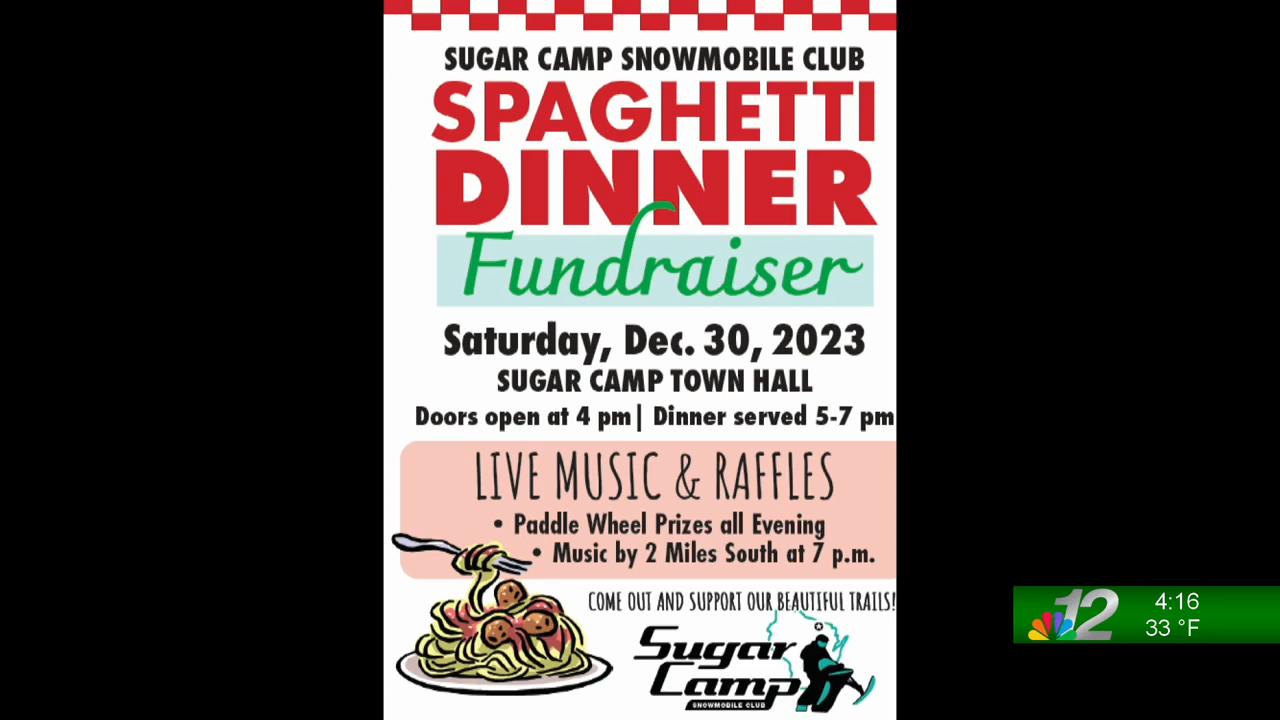 SUGAR CAMP SNOWMOBILE CLUB
SPAGHETTI
DINNER
Fundraiser
Saturday, Dec. 30, 2023
SUGAR CAMP TOWN HALL
Doors open at 4 pm| Dinner served 5-7 pm
LIVE MUSIC & RAFFLES
• Paddle Wheel Prizes all Evening
• Music by 2 Miles South at 7 p.m.
COME OUT AND SUPPORT OUR BEAUTIFUL TRAILS!
Sugar
Camp
SNOWMOBILE CLUB
12
4:16
33 °F